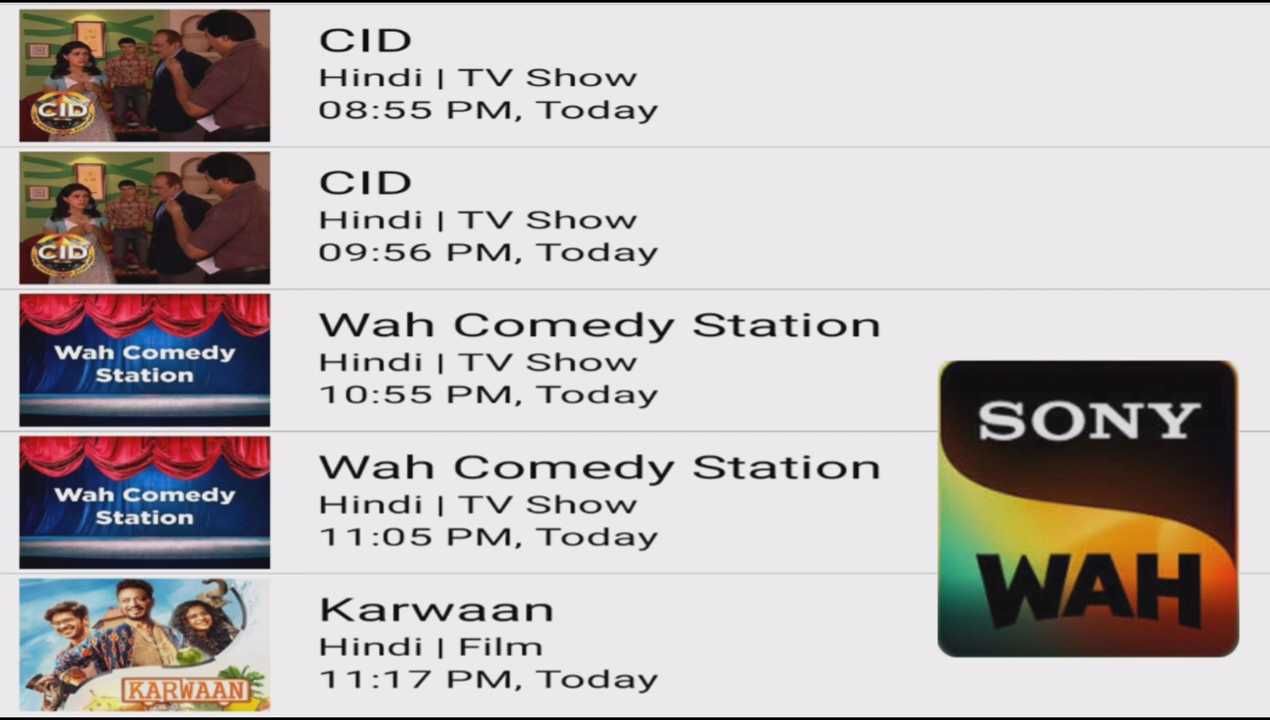 CID
CID
Hindi | TV Show
08:55 PM, Today
CID
CID
Hindi | TV Show
09:56 PM, Today
Wah Comedy
Station
Wah Comedy Station
Hindi | TV Show
10:55 PM, Today
Wah Comedy
Station
Wah Comedy Station
Hindi | TV Show
11:05 PM, Today
KARWAAN
Karwaan
Hindi | Film
11:17 PM, Today
SONY
WAH